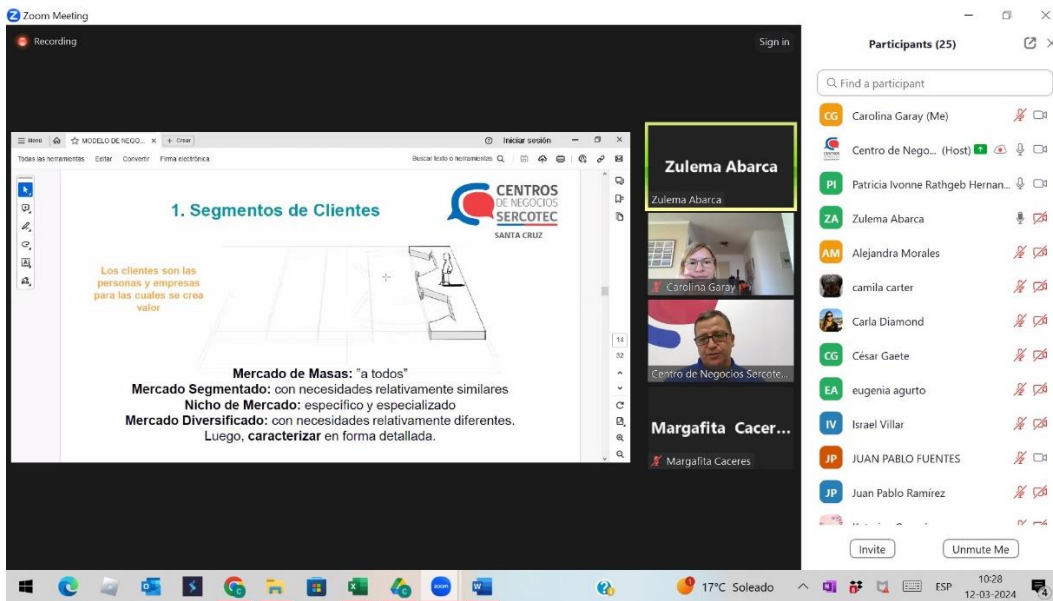 Zoom Meeting
Recording
Sign in
Menú MODELO DE NEGO... + Crear Iniciar sesión
Todas las herramientas Editar Convertir Firma electrónica Buscar texto o herramientas
1. Segmentos de Clientes
CENTROS
DE NEGOCIOS
SERCOTEC
SANTA CRUZ
Los clientes son las
personas y empresas
para las cuales se crea
valor
Mercado de Masas: "a todos"
Mercado Segmentado: con necesidades relativamente similares
Nicho de Mercado: específico y especializado
Mercado Diversificado: con necesidades relativamente diferentes.
Luego, caracterizar en forma detallada.
14
32
Zulema Abarca
Zulema Abarca
Carolina Garay
Centro de Negocios Sercote...
Margafita Cacer...
Margafita Caceres
Participants (25)
Find a participant
CG Carolina Garay (Me)
Centro de Nego... (Host)
PI Patricia Ivonne Rathgeb Hernan...
ZA Zulema Abarca
AM Alejandra Morales
camila carter
Carla Diamond
CG César Gaete
EA eugenia agurto
IV Israel Villar
JP JUAN PABLO FUENTES
JP Juan Pablo Ramírez
Invite
Unmute Me
17°C Soleado
ESP
10:28
12-03-2024
4